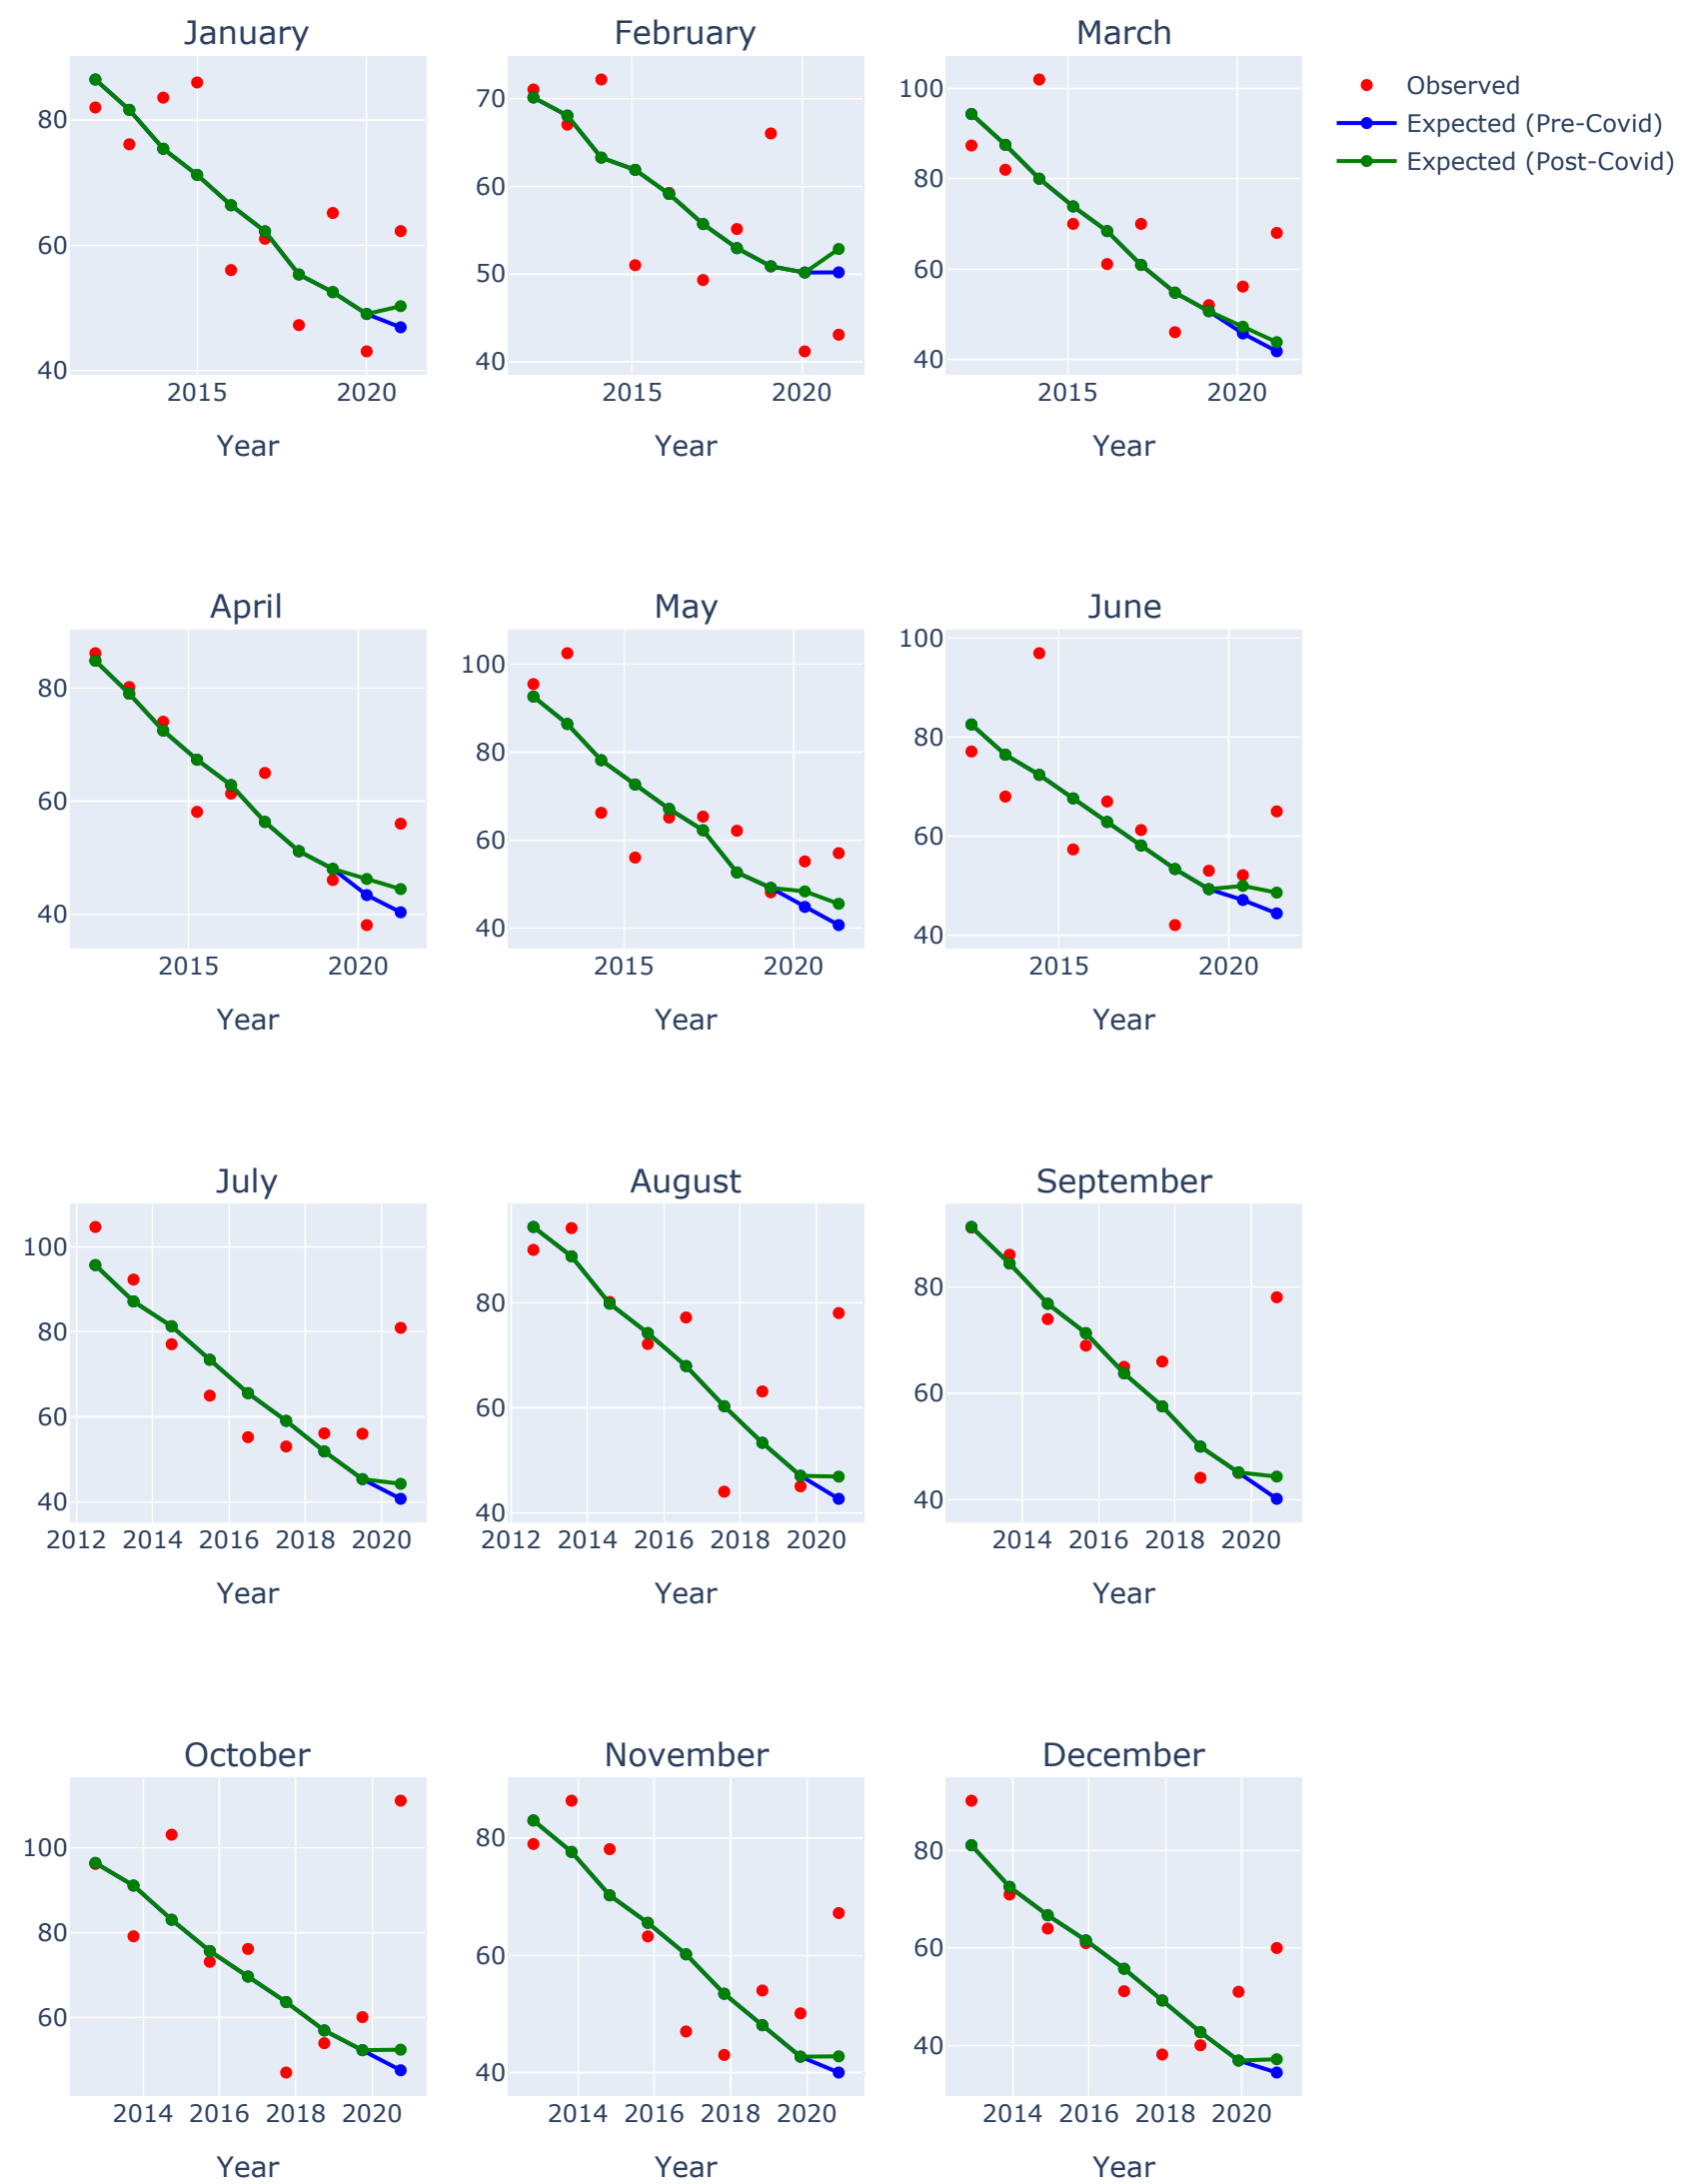 January
February
March
80
60
40
2015
2020
Year
70
60
50
40
2015
2020
Year
100
80
60
40
2015
2020
Year
Observed
Expected (Pre-Covid)
Expected (Post-Covid)
April
May
June
80
60
40
2015
2020
Year
100
80
60
40
2015
2020
Year
100
80
60
40
2015
2020
Year
July
August
September
100
80
60
40
2012
2014
2016
2018
2020
Year
80
60
40
2012
2014
2016
2018
2020
Year
80
60
40
2014
2016
2018
2020
Year
October
November
December
100
80
60
2014
2016
2018
2020
Year
80
60
40
2014
2016
2018
2020
Year
80
60
40
2014
2016
2018
2020
Year